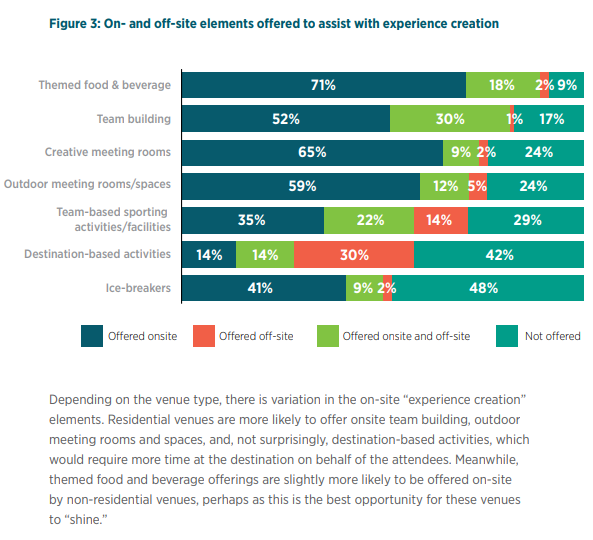 Figure 3: On- and off-site elements offered to assist with experience creation
Themed food & beverage 71% 18% 2% 9%
Team building 52% 30% 1% 17%
Creative meeting rooms 65% 9% 2% 24%
Outdoor meeting rooms/spaces 59% 12% 5% 24%
Team-based sporting
activities/facilities 35% 22% 14% 29%
Destination-based activities 14% 14% 30% 42%
Ice-breakers 41% 9% 2% 48%
Offered onsite Offered off-site Offered onsite and off-site Not offered
Depending on the venue type, there is variation in the on-site “experience creation”
elements. Residential venues are more likely to offer onsite team building, outdoor
meeting rooms and spaces, and, not surprisingly, destination-based activities, which
would require more time at the destination on behalf of the attendees. Meanwhile,
themed food and beverage offerings are slightly more likely to be offered on-site
by non-residential venues, perhaps as this is the best opportunity for these venues
to “shine.”